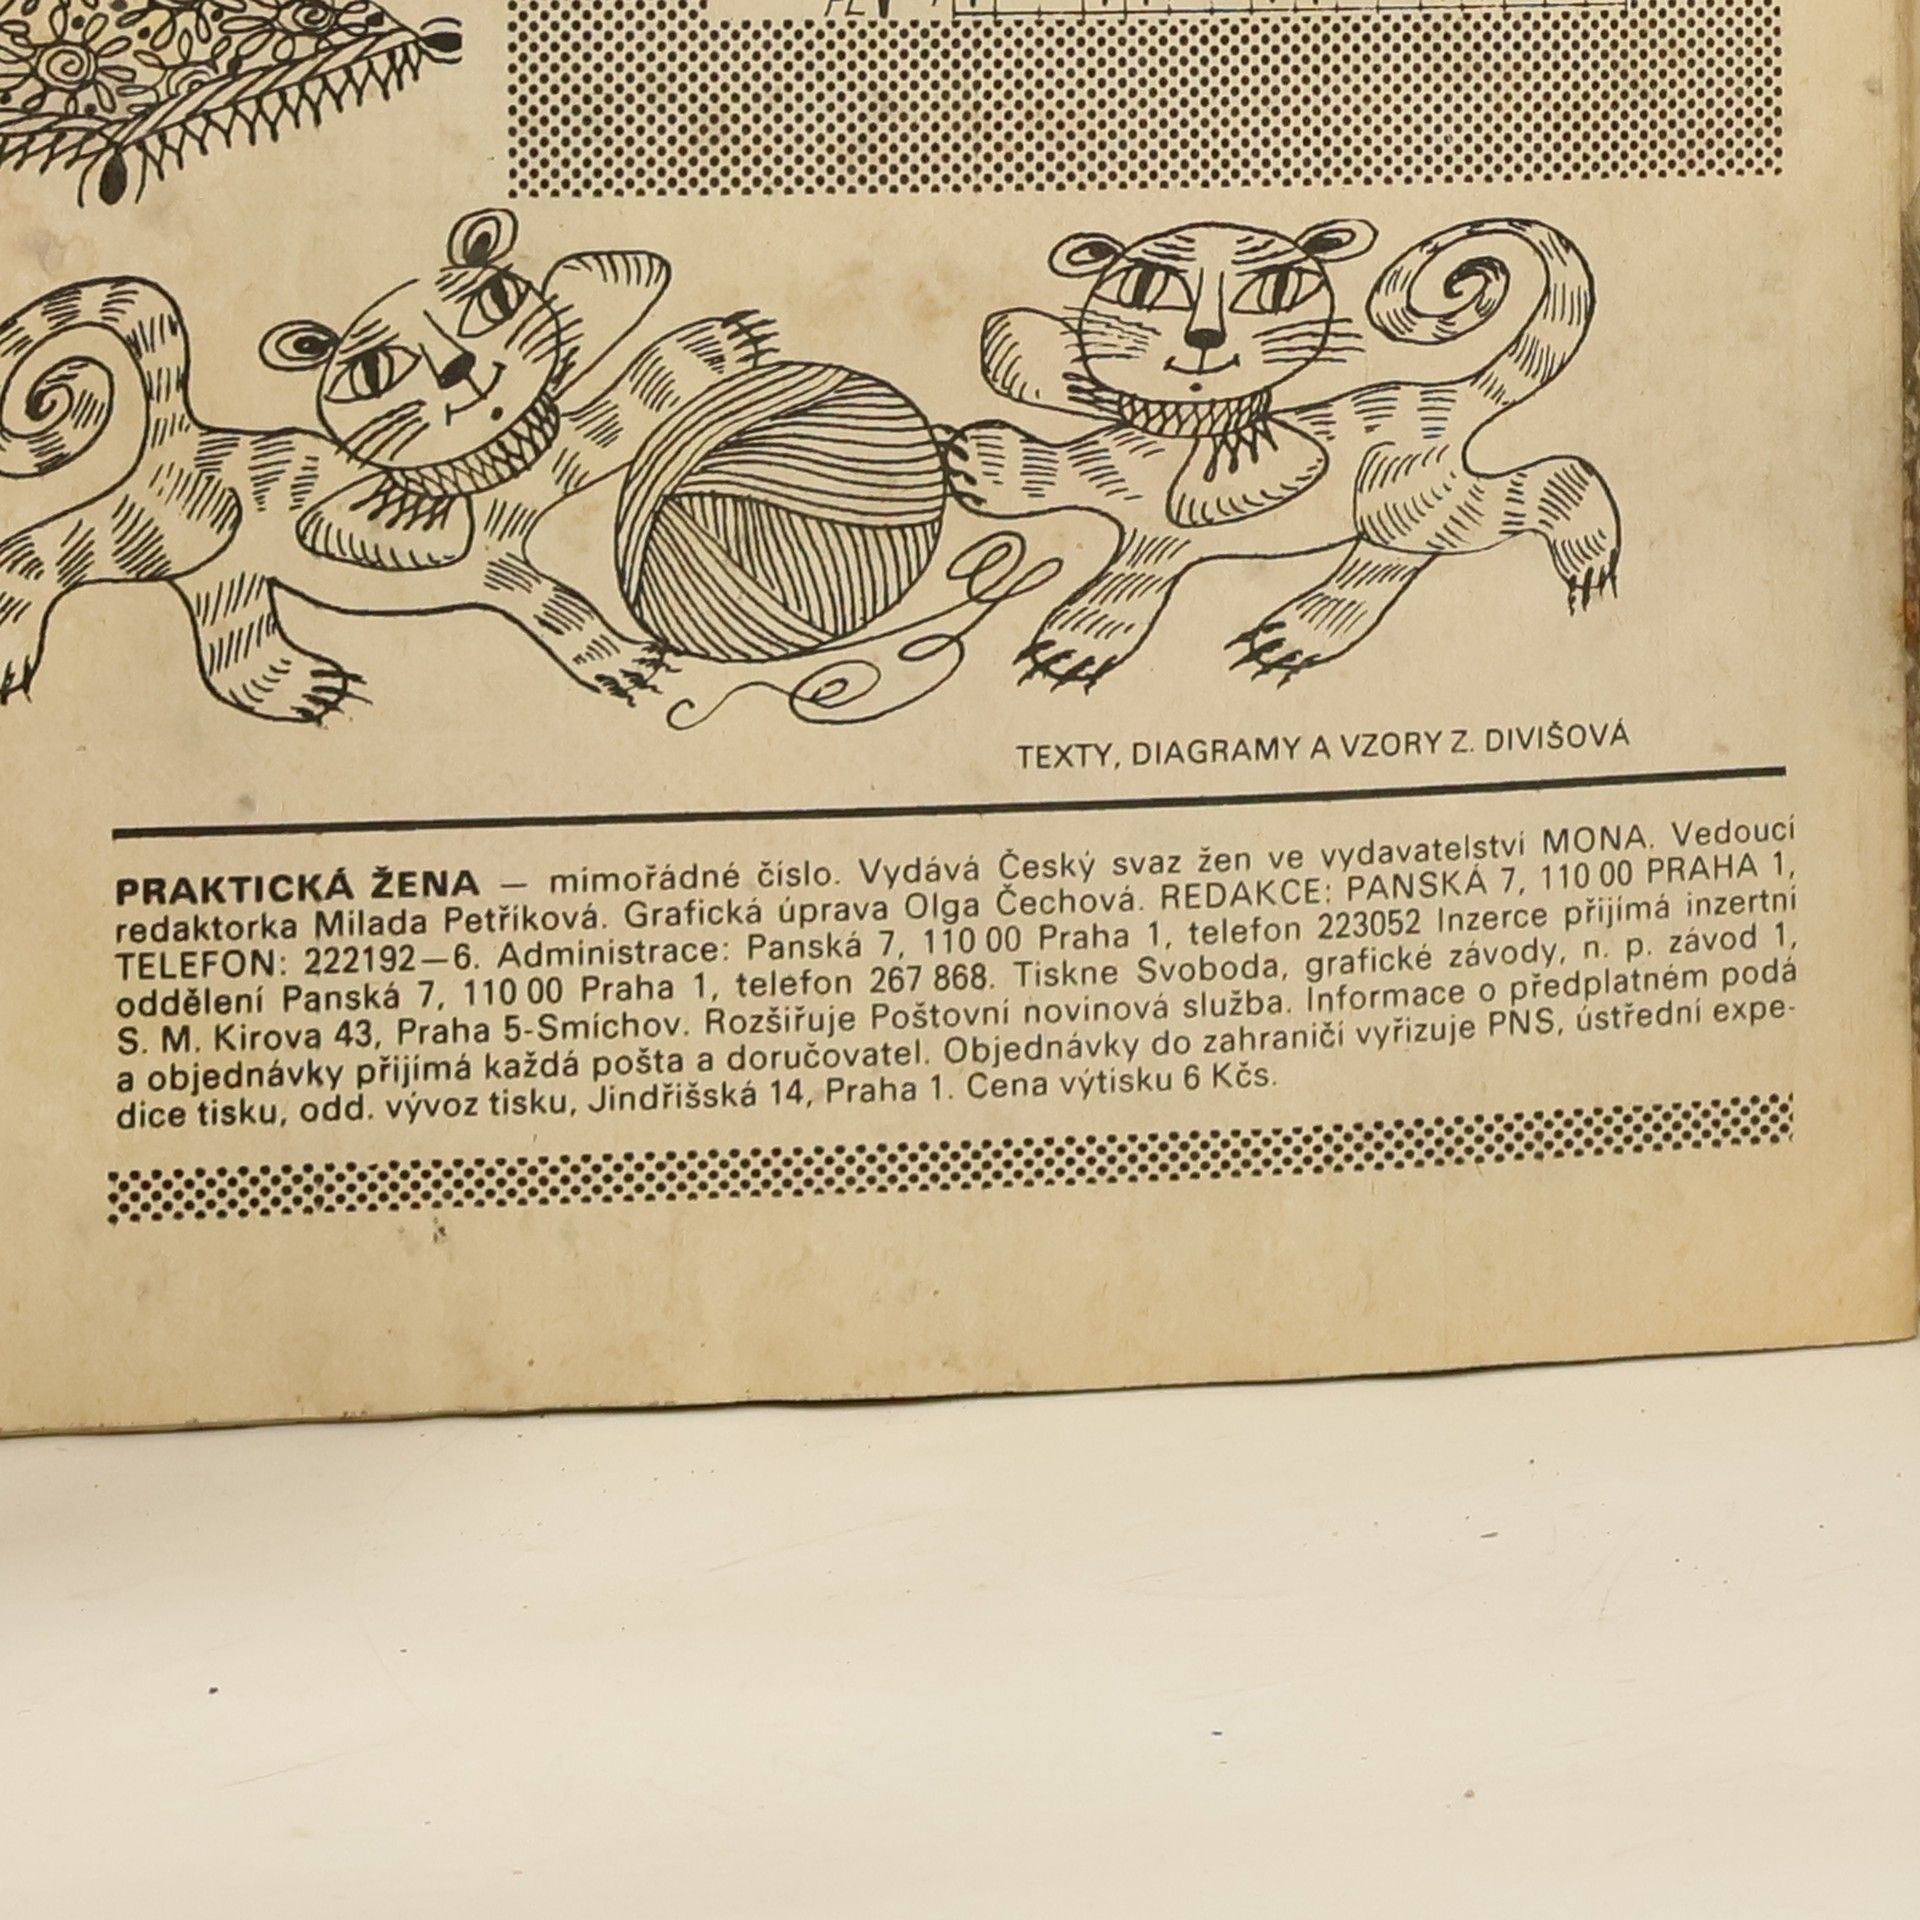 TEXTY, DIAGRAMY A VZORY Z. DIVIŠOVÁ
PRAKTICKÁ ŽENA — mimořádné číslo. Vydává Český svaz žen ve vydavatelství MONA. Vedoucí
redaktorka Milada Petříková. Grafická úprava Olga Čechová. REDAKCE: PANSKÁ 7, 110 00 PRAHA 1,
TELEFON: 222192—6. Administrace: Panská 7, 110 00 Praha 1, telefon 223052 Inzerce přijímá inzertní
oddělení Panská 7, 110 00 Praha 1, telefon 267 868. Tiskne Svoboda, grafické závody, n. p. závod 1,
S. M. Kirova 43, Praha 5-Smíchov. Rozšiřuje Poštovní novinová služba. Informace o předplatném podá
a objednávky přijímá každá pošta a doručovatel. Objednávky do zahraničí vyřizuje PNS, ústřední expe-
dice tisku, odd. vývoz tisku, Jindřišská 14, Praha 1. Cena výtisku 6 Kčs.